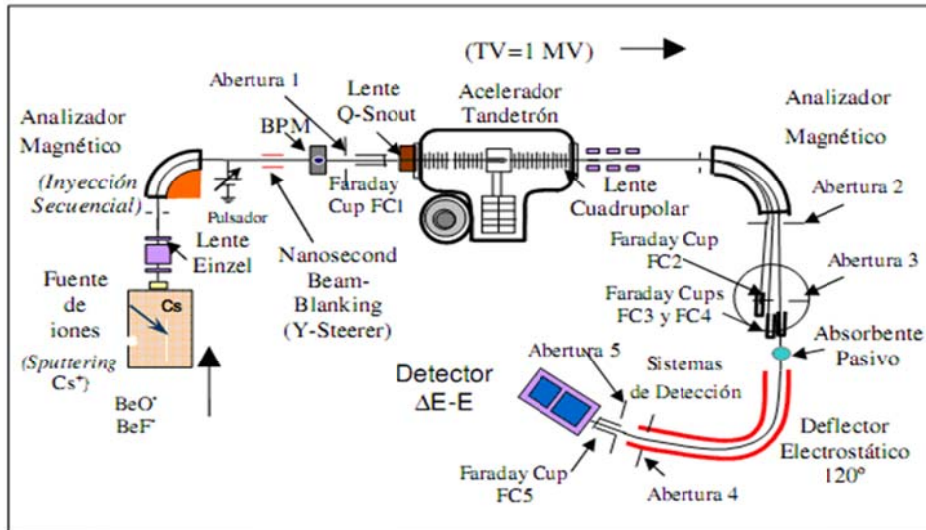 (TV=1 MV)
Abertura 1
Lente
Q-Snout
Acelerador
Tandetrón
Analizador
Magnético
Analizador
Magnético
(Inyección
Secuencial)
BPM
Pulsador
Faraday
Cup FC1
Lente
Cuadrupolar
Abertura 2
Lente
Einzel
Nanosecond
Beam-
Blanking
(Y-Steerer)
Faraday Cup
FC2
Abertura 3
Fuente
de
iones
(Sputtering
Cs⁺)
Cs
Faraday Cups
FC3 y FC4
Absorbente
Pasivo
BeO⁻
BeF⁻
Detector
ΔE-E
Abertura 5
Sistemas
de Detección
Deflector
Electrostático
120º
Faraday Cup
FC5
Abertura 4